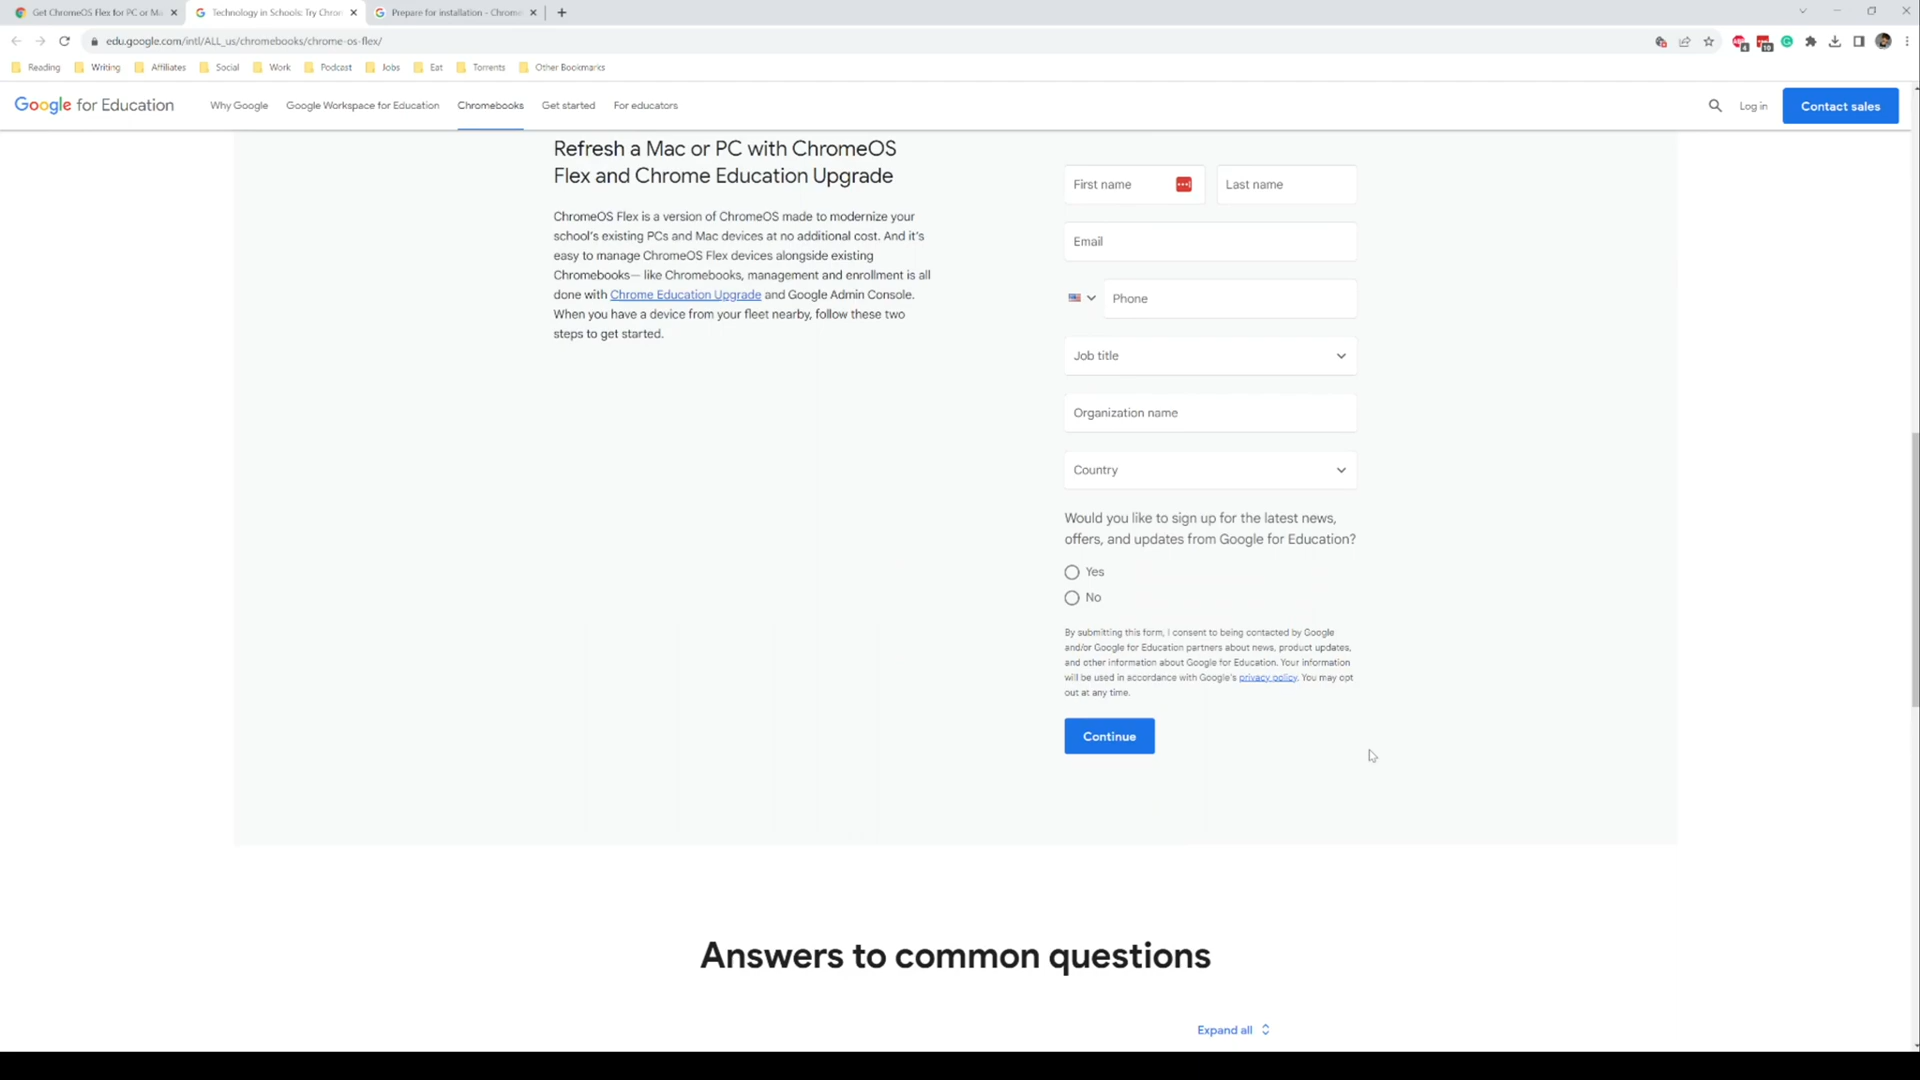 Get ChromeOS Flex for PC or Ma
Technology in Schools: Try Chron
Prepare for installation - Chrome
edu.google.com/intl/ALL_us/chromebooks/chrome-os-flex/
4
10
Reading
Writing
Affiliates
Social
Work
Podcast
Jobs
Eat
Torrents
Other Bookmarks
Google for Education
Why Google
Google Workspace for Education
Chromebooks
Get started
For educators
Log in
Contact sales
Refresh a Mac or PC with ChromeOS
Flex and Chrome Education Upgrade
ChromeOS Flex is a version of ChromeOS made to modernize your
school's existing PCs and Mac devices at no additional cost. And it's
easy to manage ChromeOS Flex devices alongside existing
Chromebooks— like Chromebooks, management and enrollment is all
done with Chrome Education Upgrade and Google Admin Console.
When you have a device from your fleet nearby, follow these two
steps to get started.
First name
Last name
Email
Phone
Job title
Organization name
Country
Would you like to sign up for the latest news,
offers, and updates from Google for Education?
Yes
No
By submitting this form, I consent to being contacted by Google
and/or Google for Education partners about news, product updates,
and other information about Google for Education. Your information
will be used in accordance with Google's privacy policy. You may opt
out at any time.
Continue
Answers to common questions
Expand all